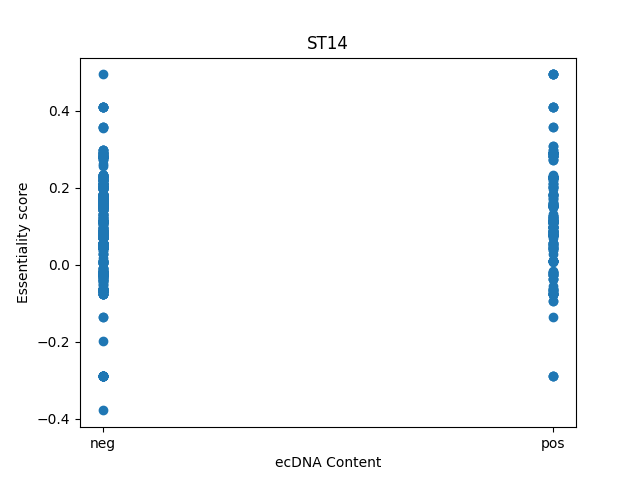 ST14
Essentiality score
0.4
0.2
0.0
−0.2
−0.4
neg
pos
ecDNA Content